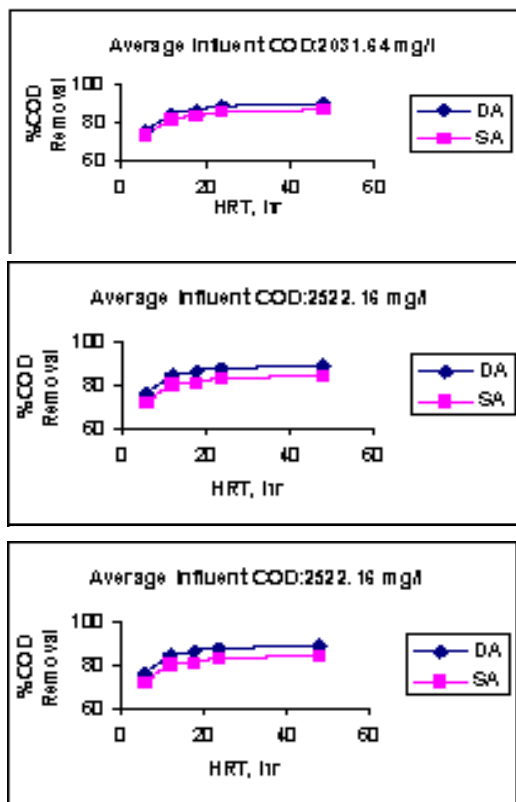 Average Influent COD:2031.64 mg/l
100
80
60
%COD
Removal
0
20
40
60
HRT, hr
DA
SA
Average Influent COD:2522.16 mg/l
100
80
60
%COD
Removal
0
20
40
60
HRT, hr
DA
SA
Average Influent COD:2522.16 mg/l
100
80
60
%COD
Removal
0
20
40
60
HRT, hr
DA
SA